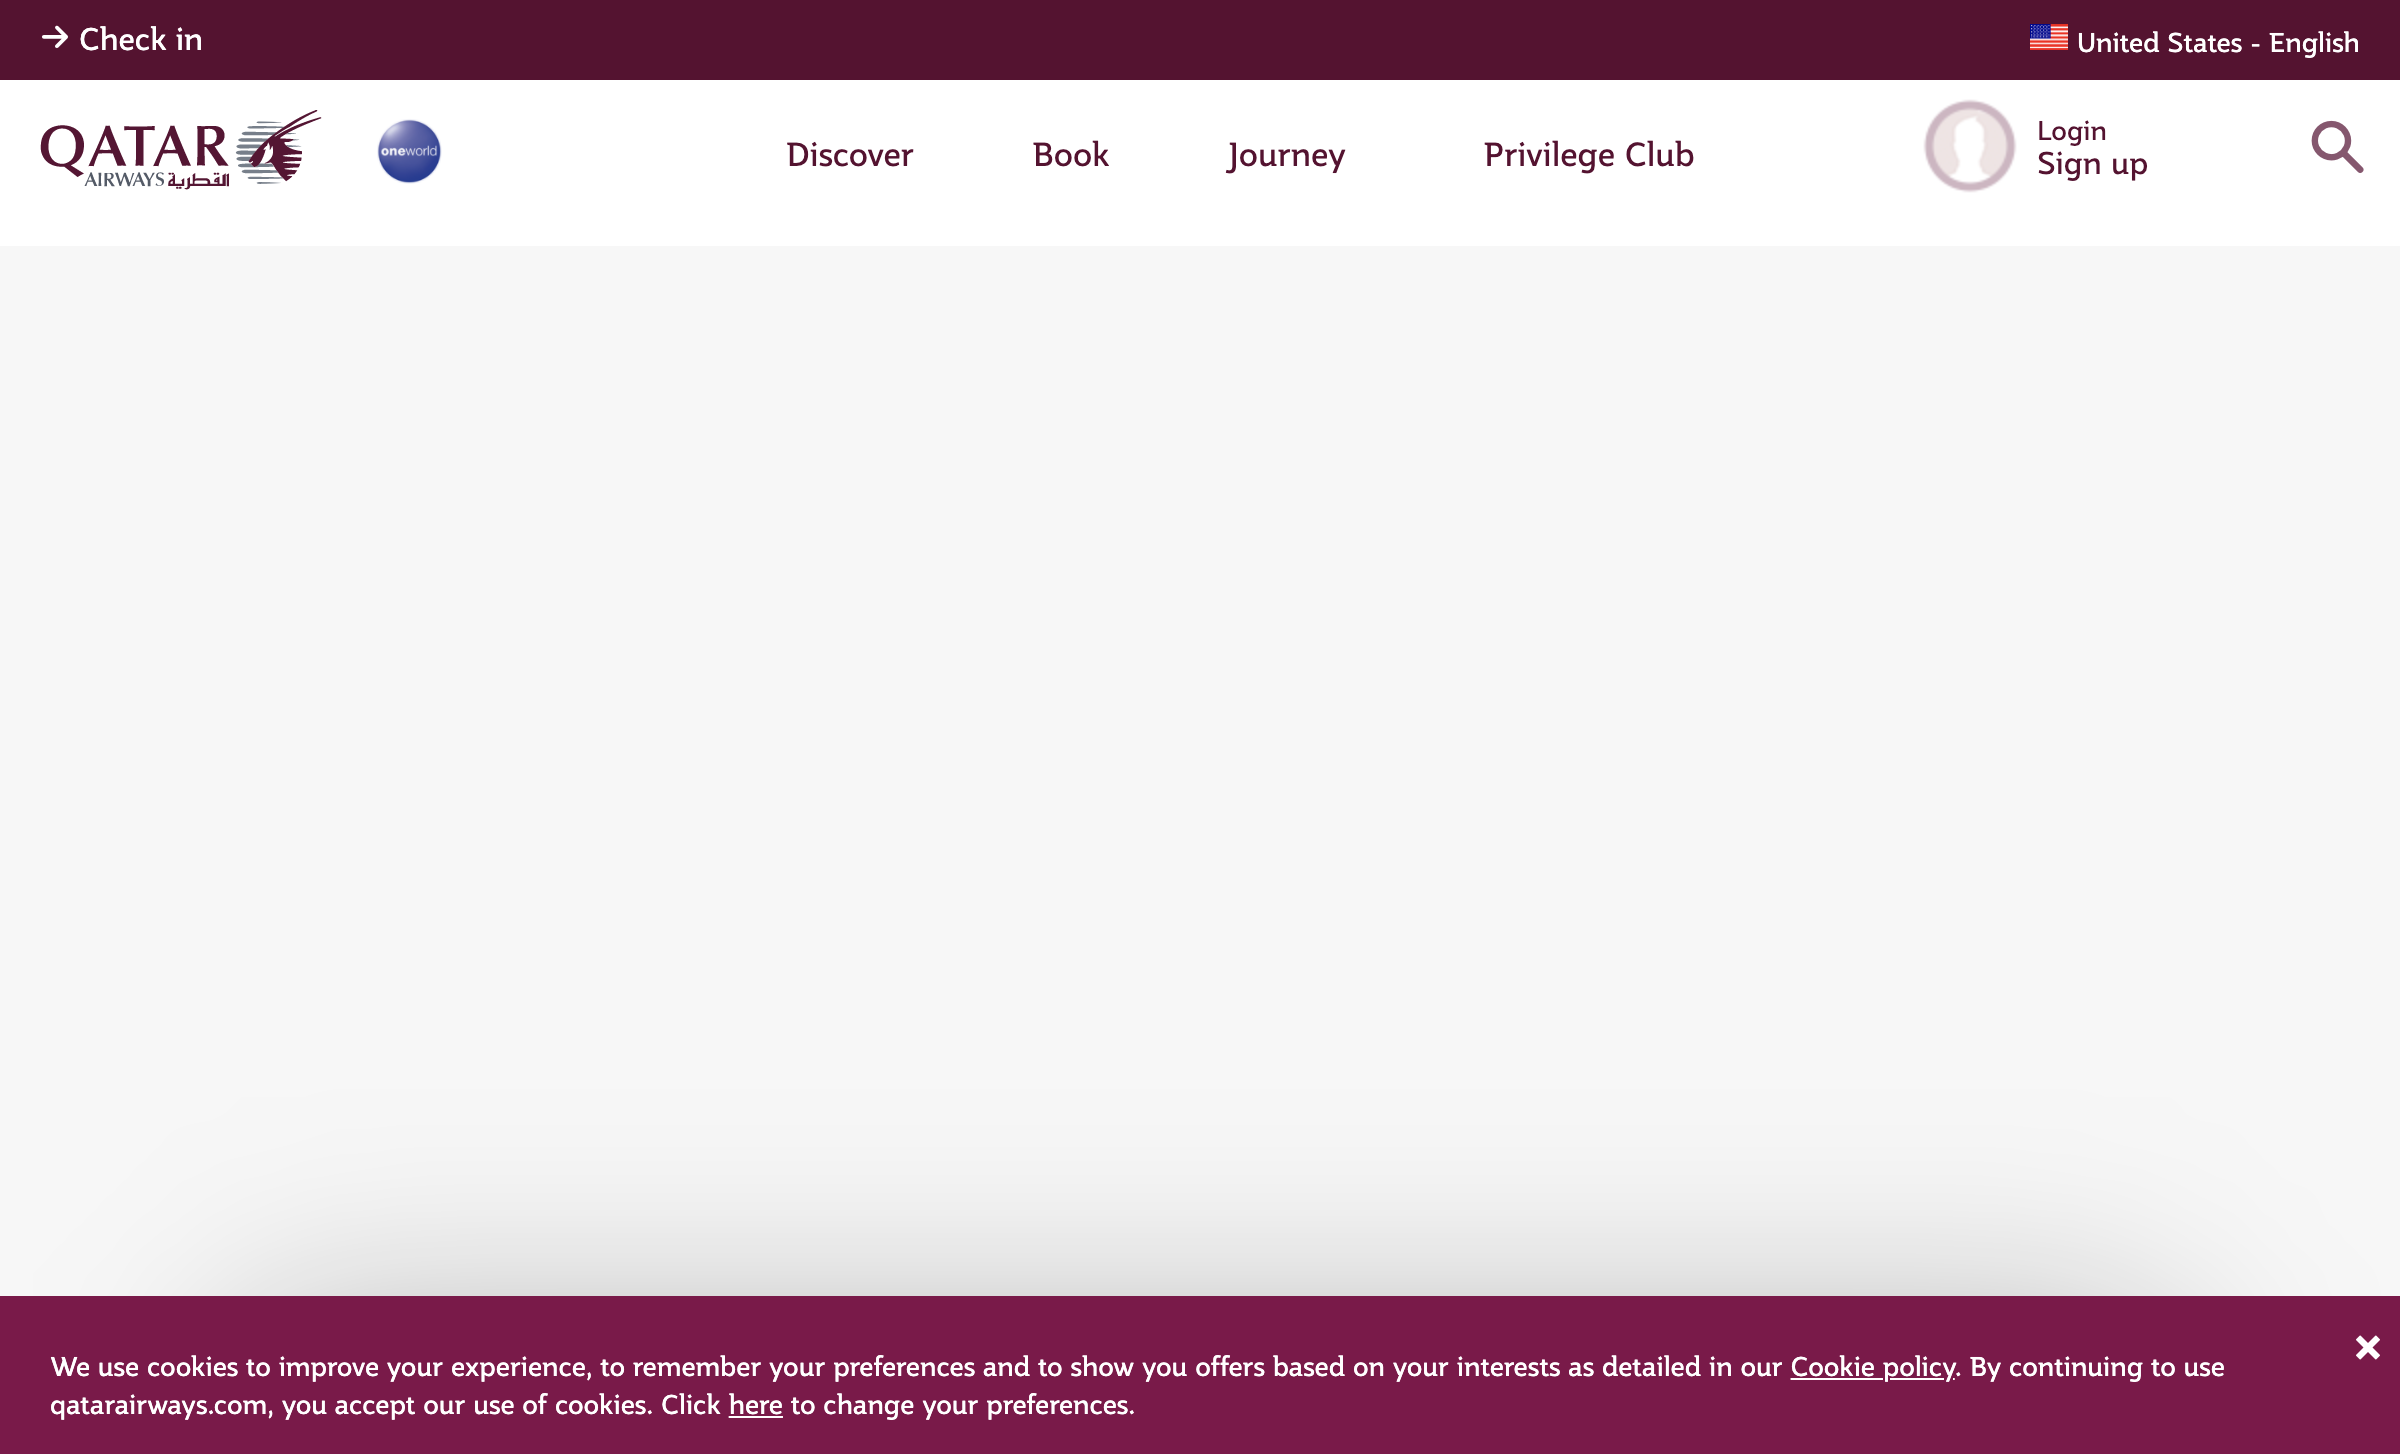 Check in
United States - English
QATAR
AIRWAYS القطرية
oneworld
Discover
Book
Journey
Privilege Club
Login
Sign up
We use cookies to improve your experience, to remember your preferences and to show you offers based on your interests as detailed in our Cookie policy. By continuing to use
qatarairways.com, you accept our use of cookies. Click here to change your preferences.